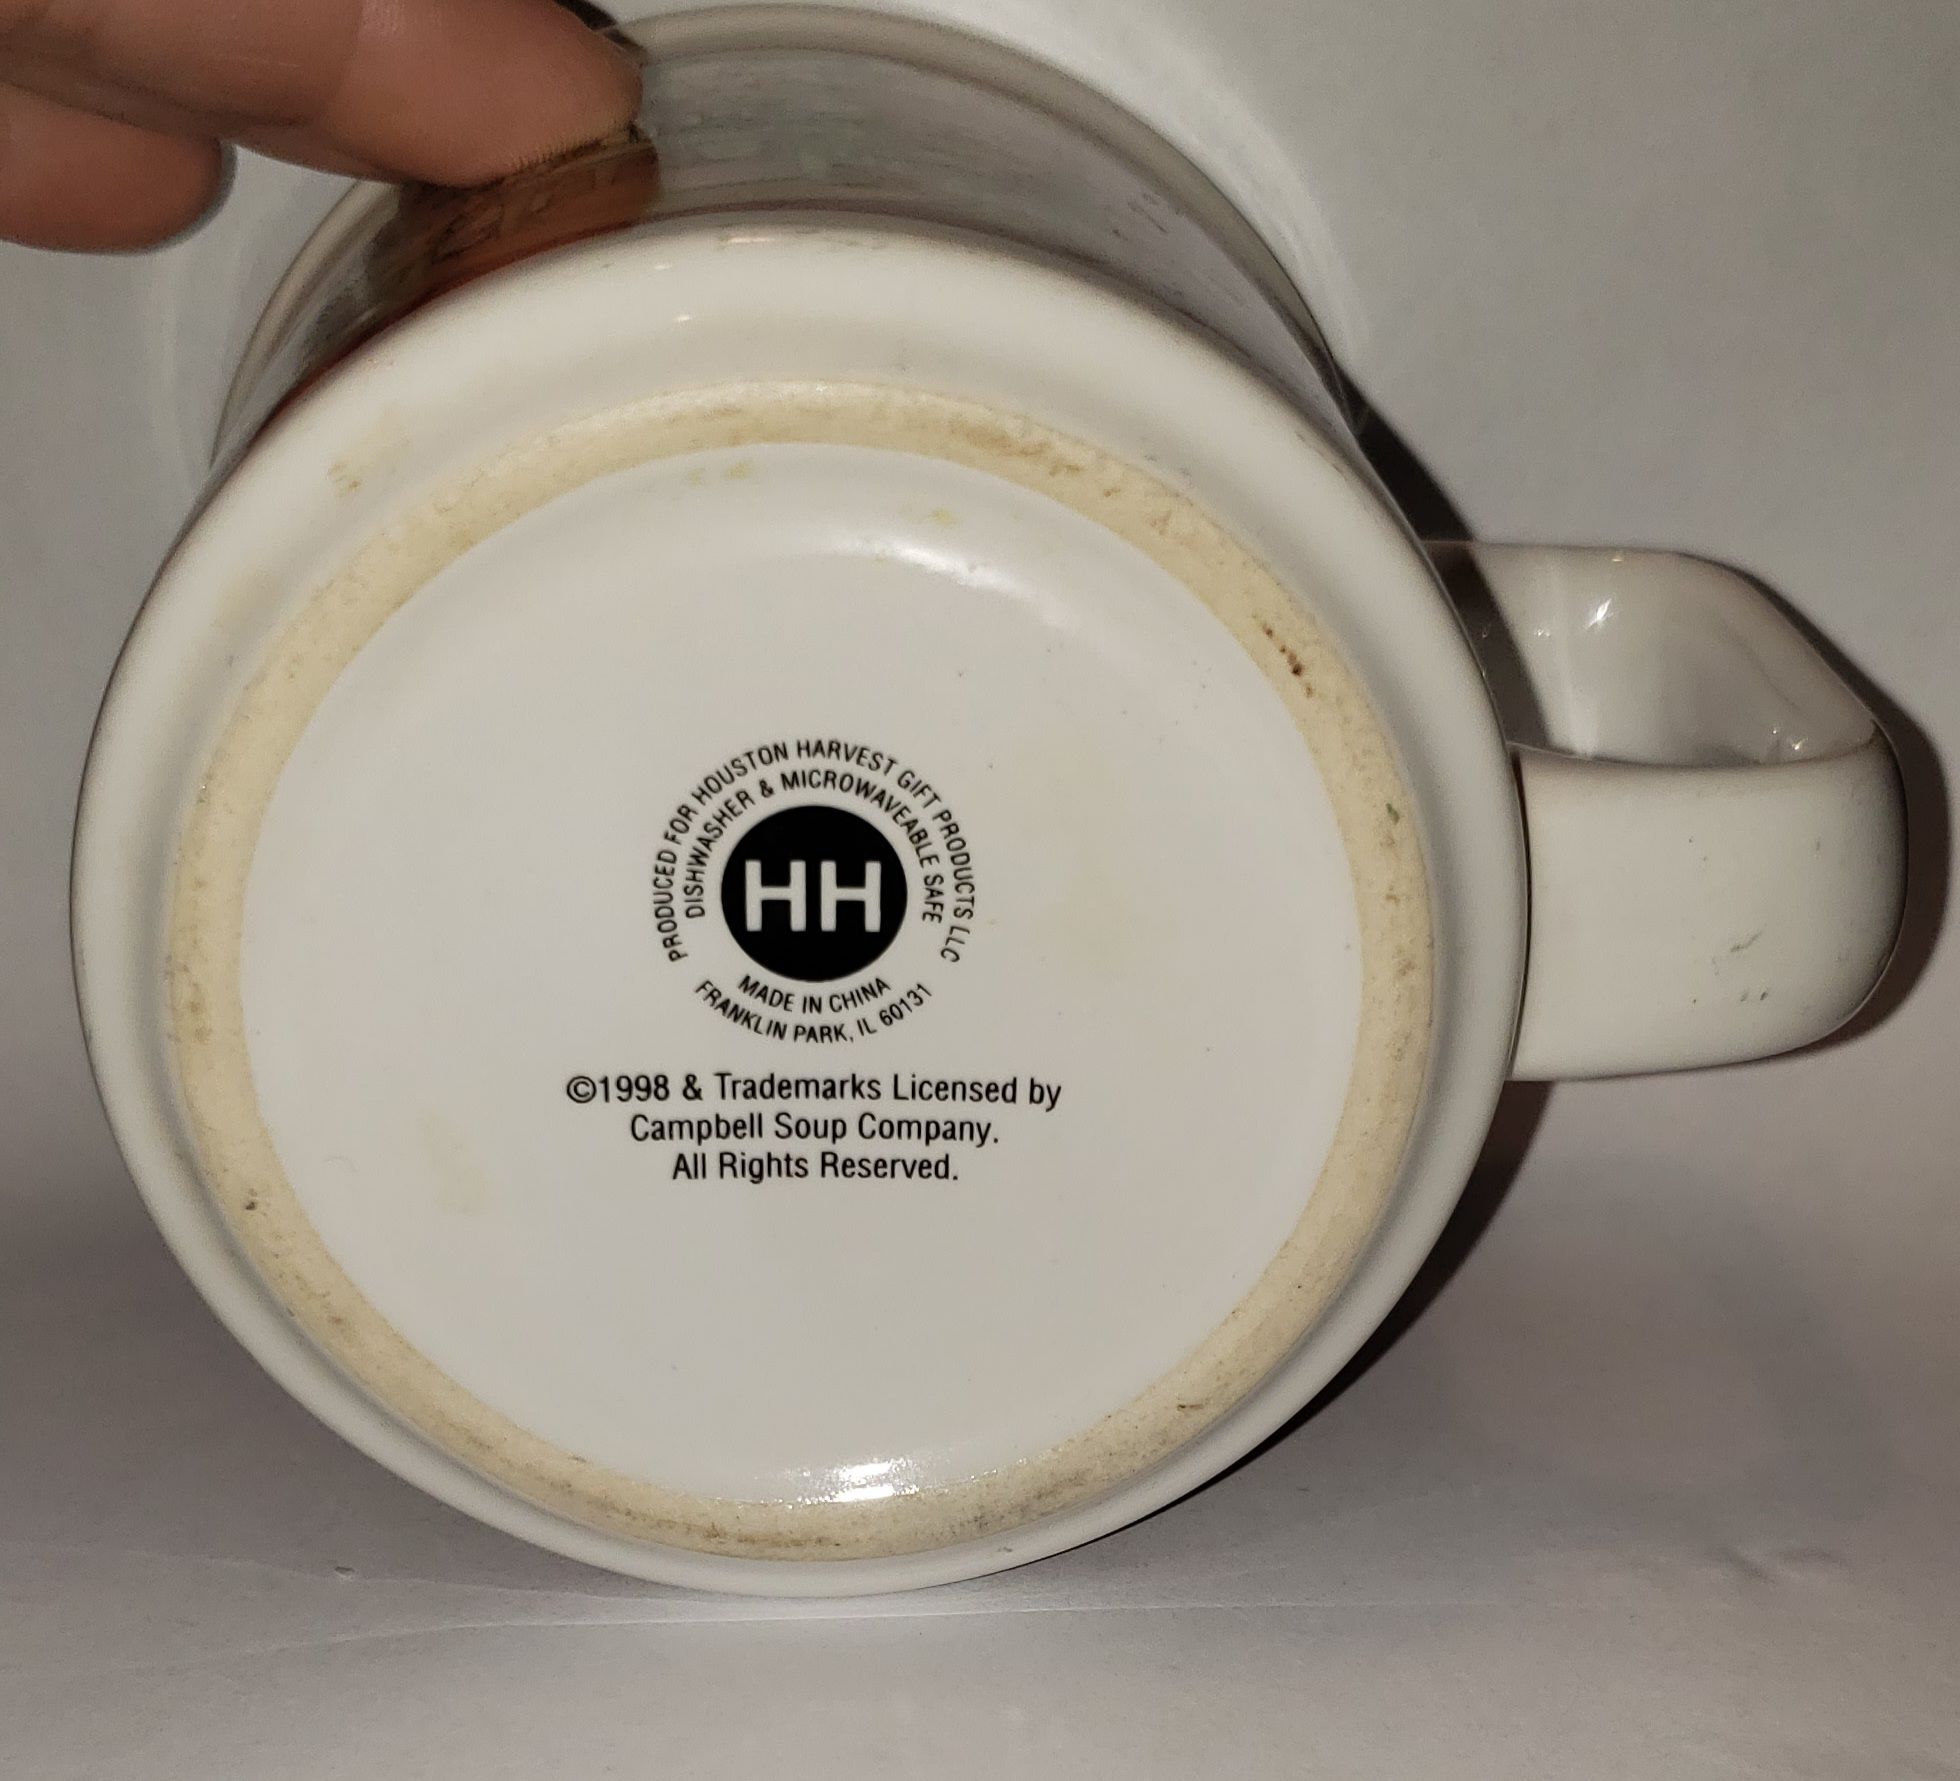 PRODUCED FOR HOUSTON HARVEST GIFT PRODUCTS LLC
DISHWASHER & MICROWAVEABLE SAFE
HH
MADE IN CHINA
FRANKLIN PARK, IL 60131
©1998 & Trademarks Licensed by
Campbell Soup Company.
All Rights Reserved.